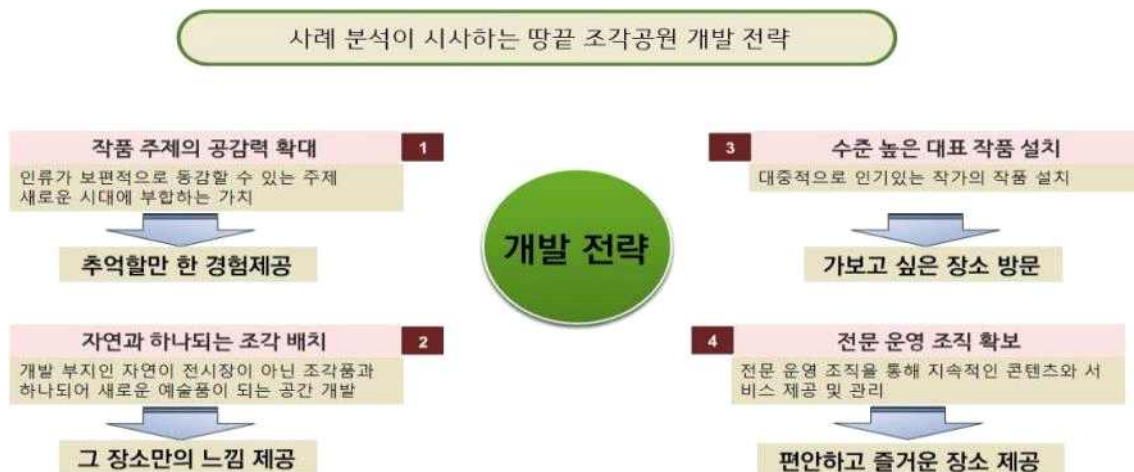 사례 분석이 시사하는 땅끝 조각공원 개발 전략
작품 주제의 공감력 확대
1
인류가 보편적으로 동감할 수 있는 주제
새로운 시대에 부합하는 가치
추억할만 한 경험제공
자연과 하나되는 조각 배치
2
개발 부지인 자연이 전시장이 아닌 조각품과
하나되어 새로운 예술품이 되는 공간 개발
그 장소만의 느낌 제공
개발 전략
3
수준 높은 대표 작품 설치
대중적으로 인기있는 작가의 작품 설치
가보고 싶은 장소 방문
4
전문 운영 조직 확보
전문 운영 조직을 통해 지속적인 콘텐츠와 서
비스 제공 및 관리
편안하고 즐거운 장소 제공